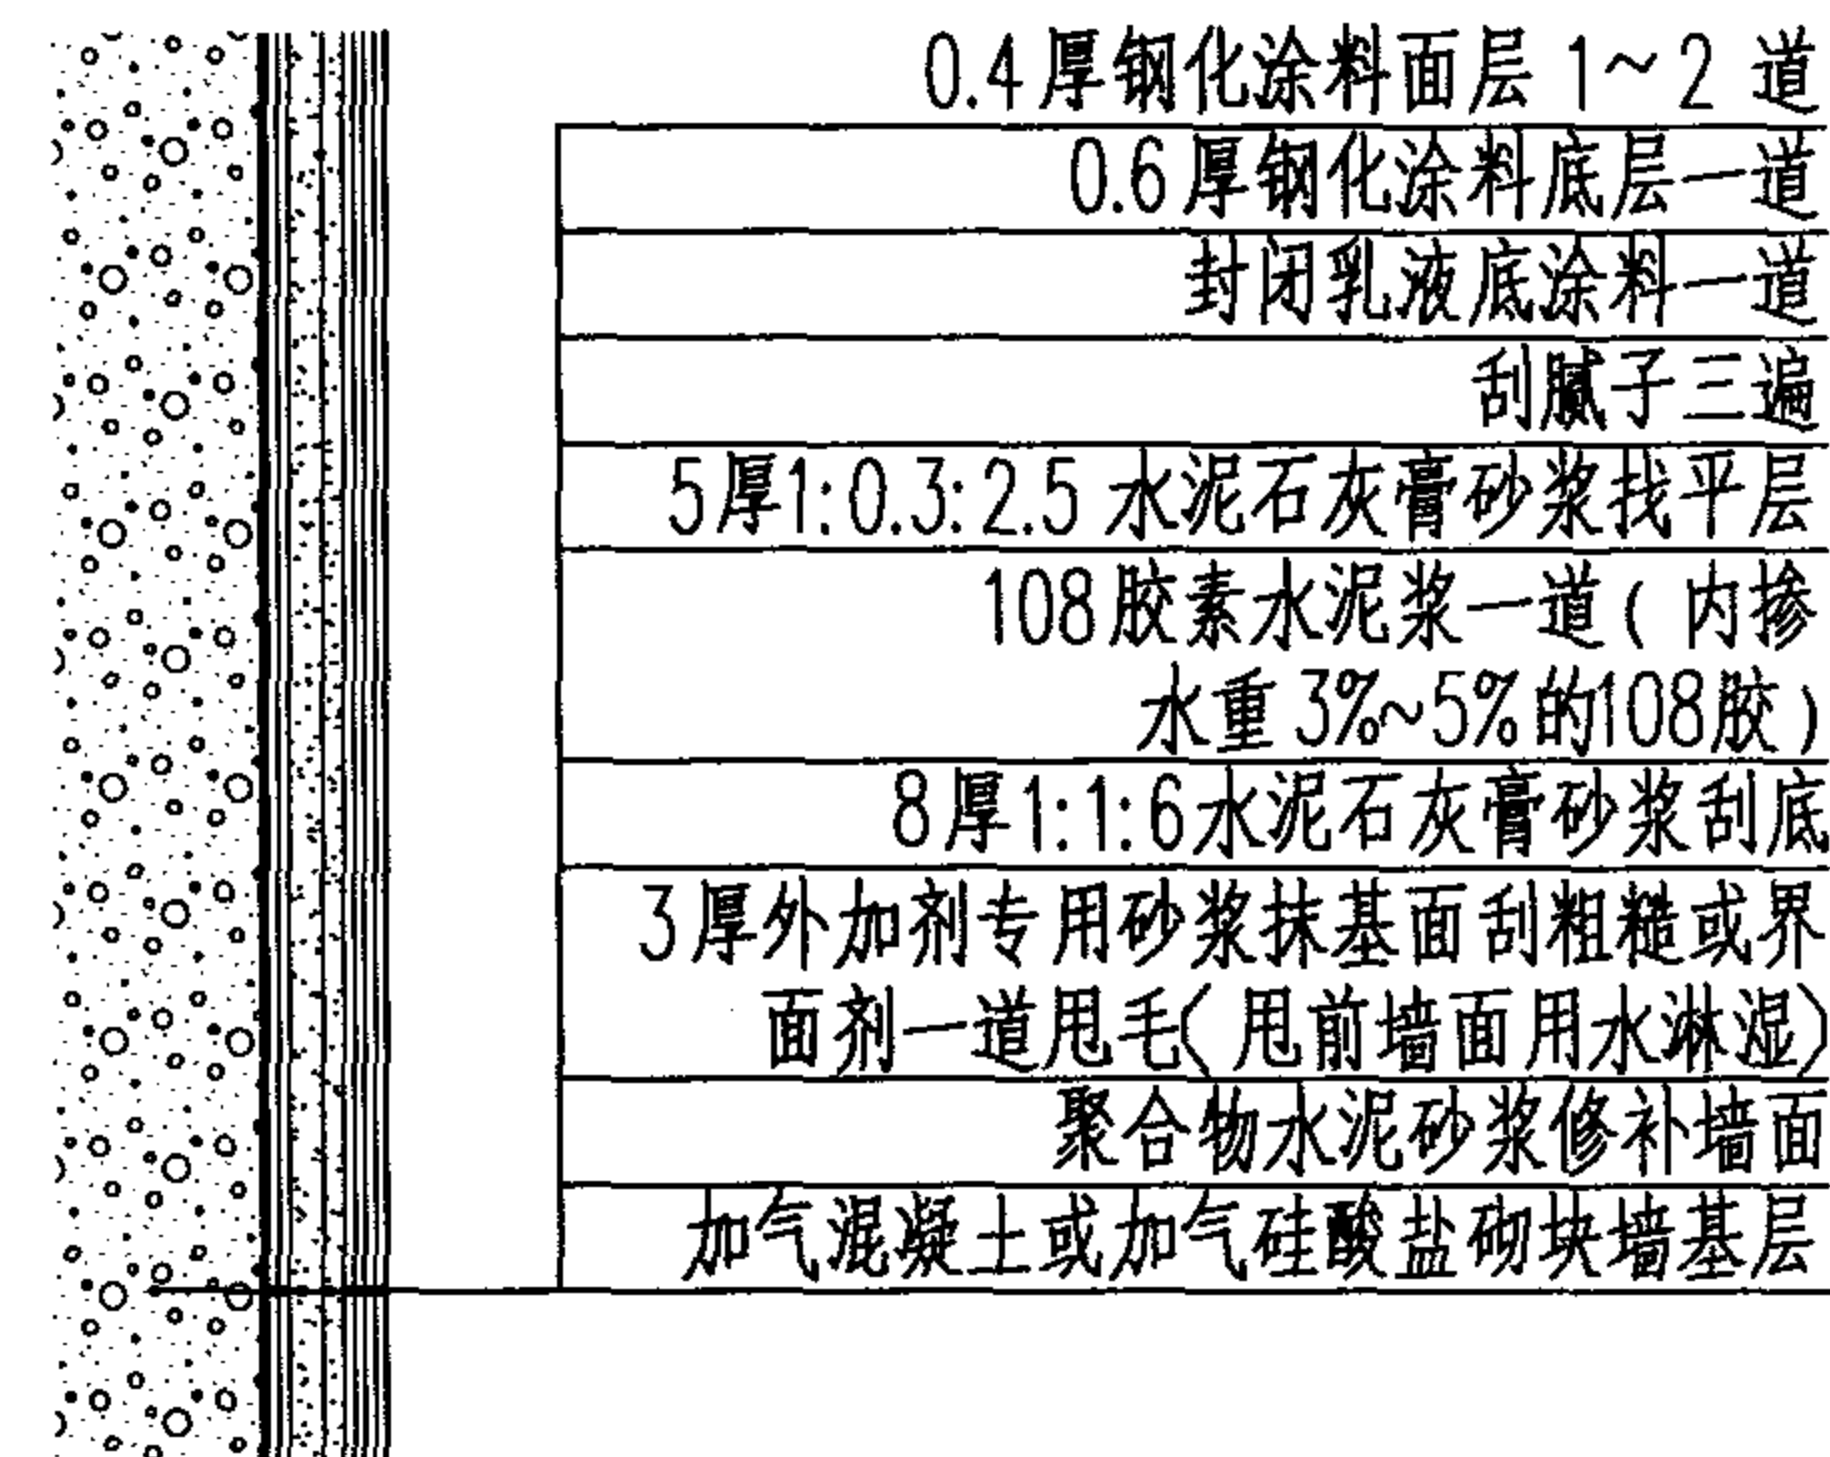 0.4厚钢化涂料面层 1~2 道
0.6厚钢化涂料底层一道
封闭乳液底涂料一道
刮腻子三遍
5厚1:0.3:2.5 水泥石灰膏砂浆找平层
108胶素水泥浆一道(内掺
水重3%~5%的108胶)
8厚1:1:6水泥石灰膏砂浆刮底
3厚外加剂专用砂浆抹基面刮粗糙或界
面剂一道甩毛(甩前墙面用水淋湿)
聚合物水泥砂浆修补墙面
加气混凝土或加气硅酸盐砌块墙基层